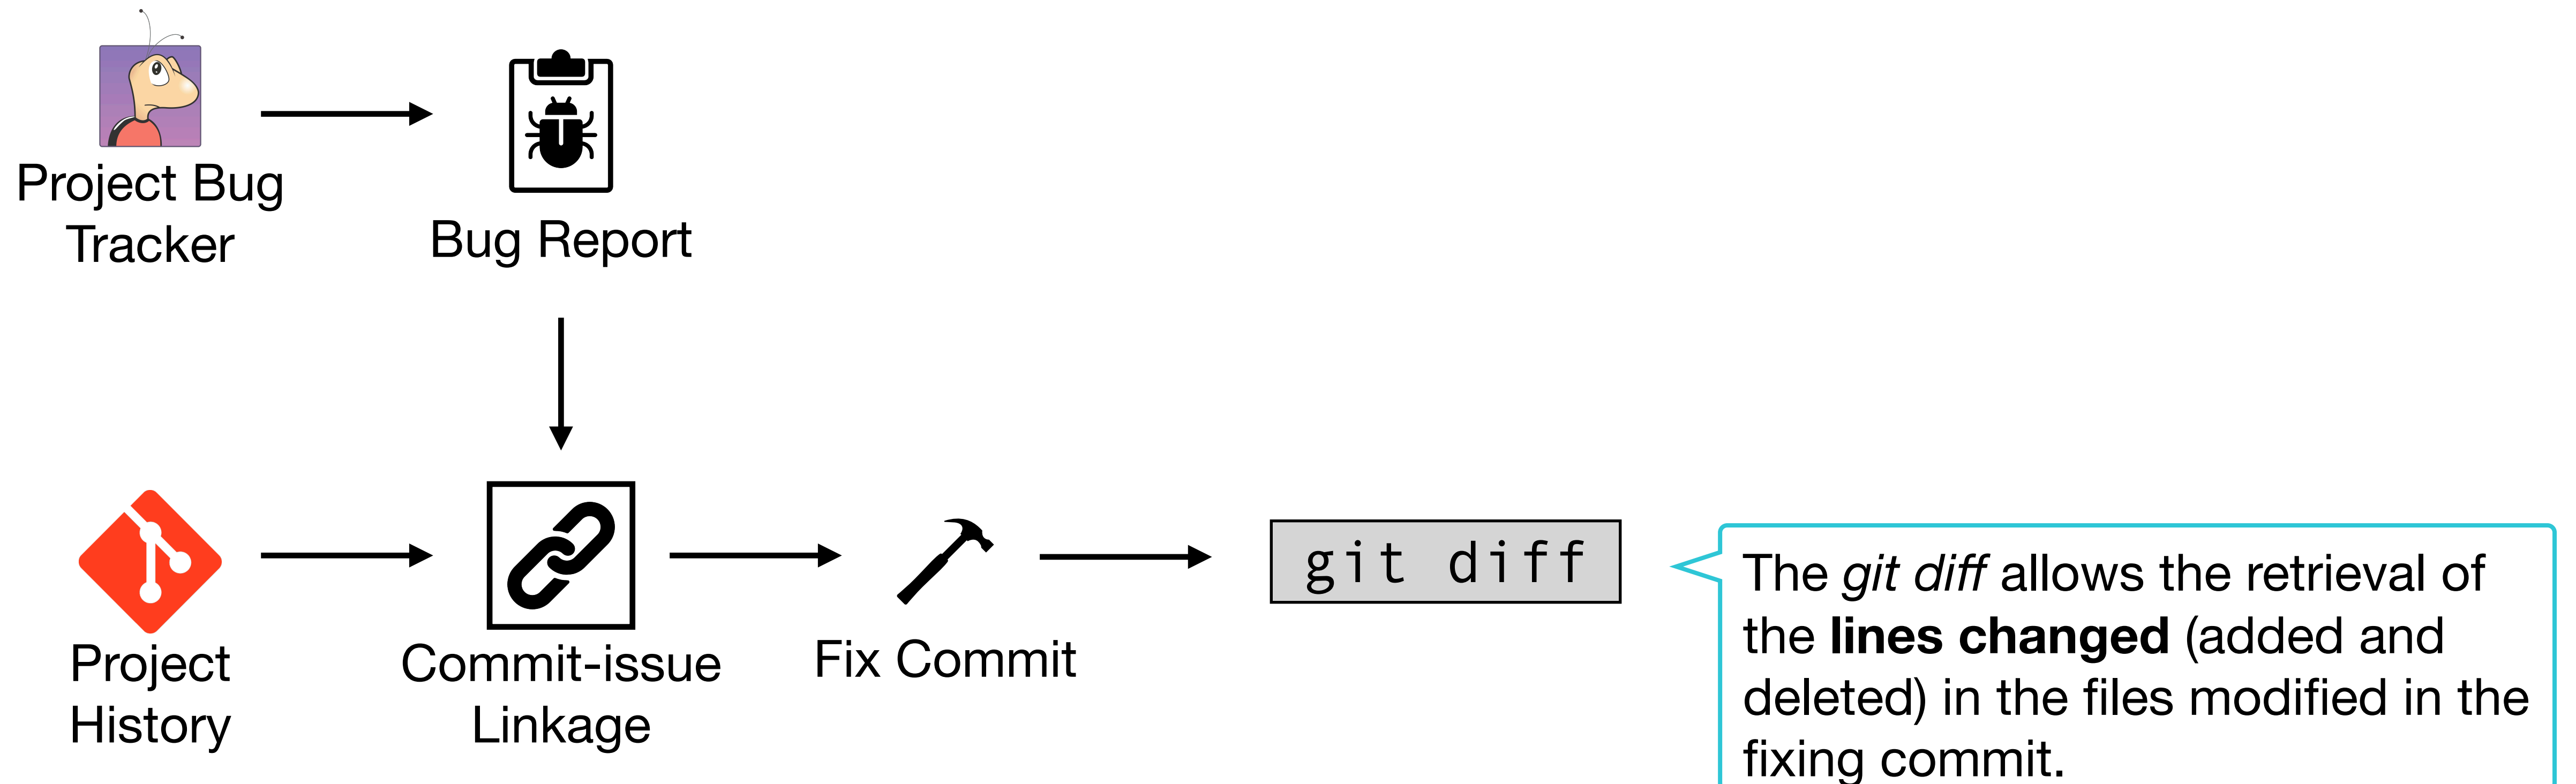 Project Bug
Tracker
Bug Report
Project
History
Commit-issue
Linkage
Fix Commit
git diff
The git diff allows the retrieval of
the lines changed (added and
deleted) in the files modified in the
fixing commit.